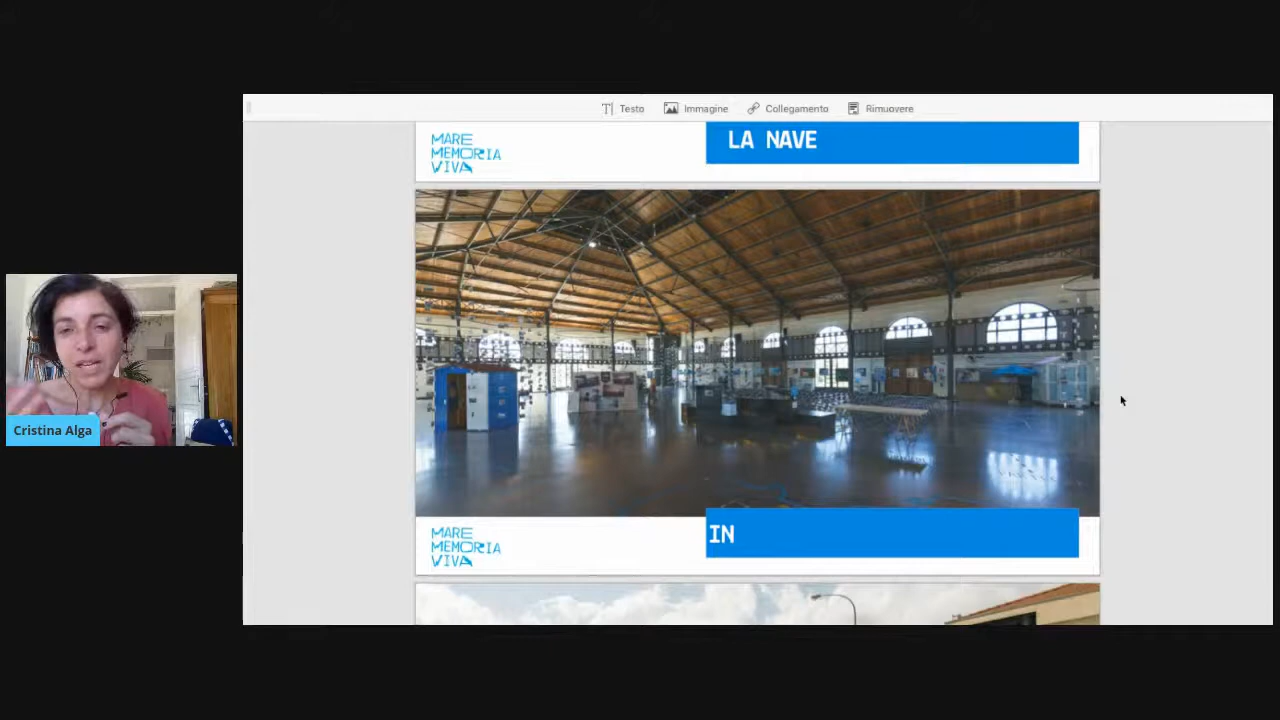 Testo Immagine Collegamento Rimuovere
MARE
MEMORIA
VIVA
LA NAVE
MARE
MEMORIA
VIVA
IN
Cristina Alga